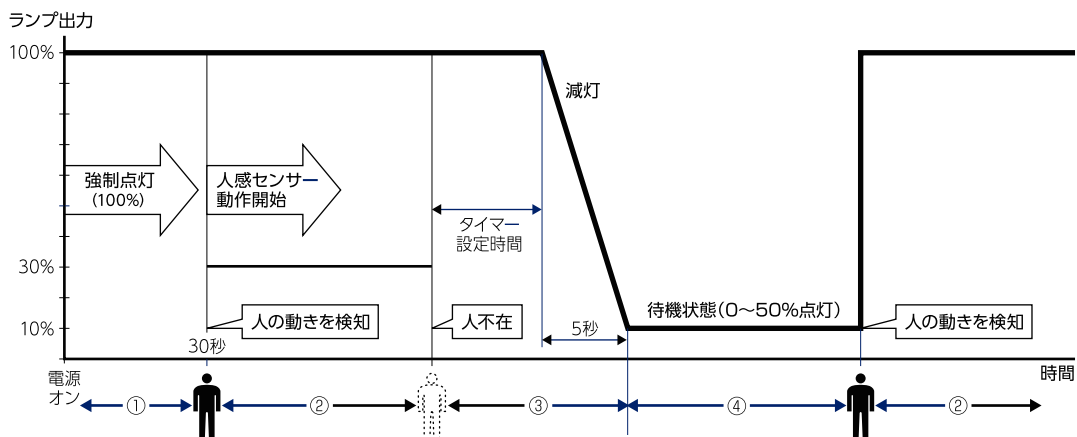 ランプ出力
100%
減灯
強制点灯
(100%)
人感センサー
動作開始
タイマー
設定時間
30%
待機状態(0〜50%点灯)
10%
人の動きを検知
人不在
5秒
人の動きを検知
30秒
時間
電源
オン
① ② ③ ④ ②